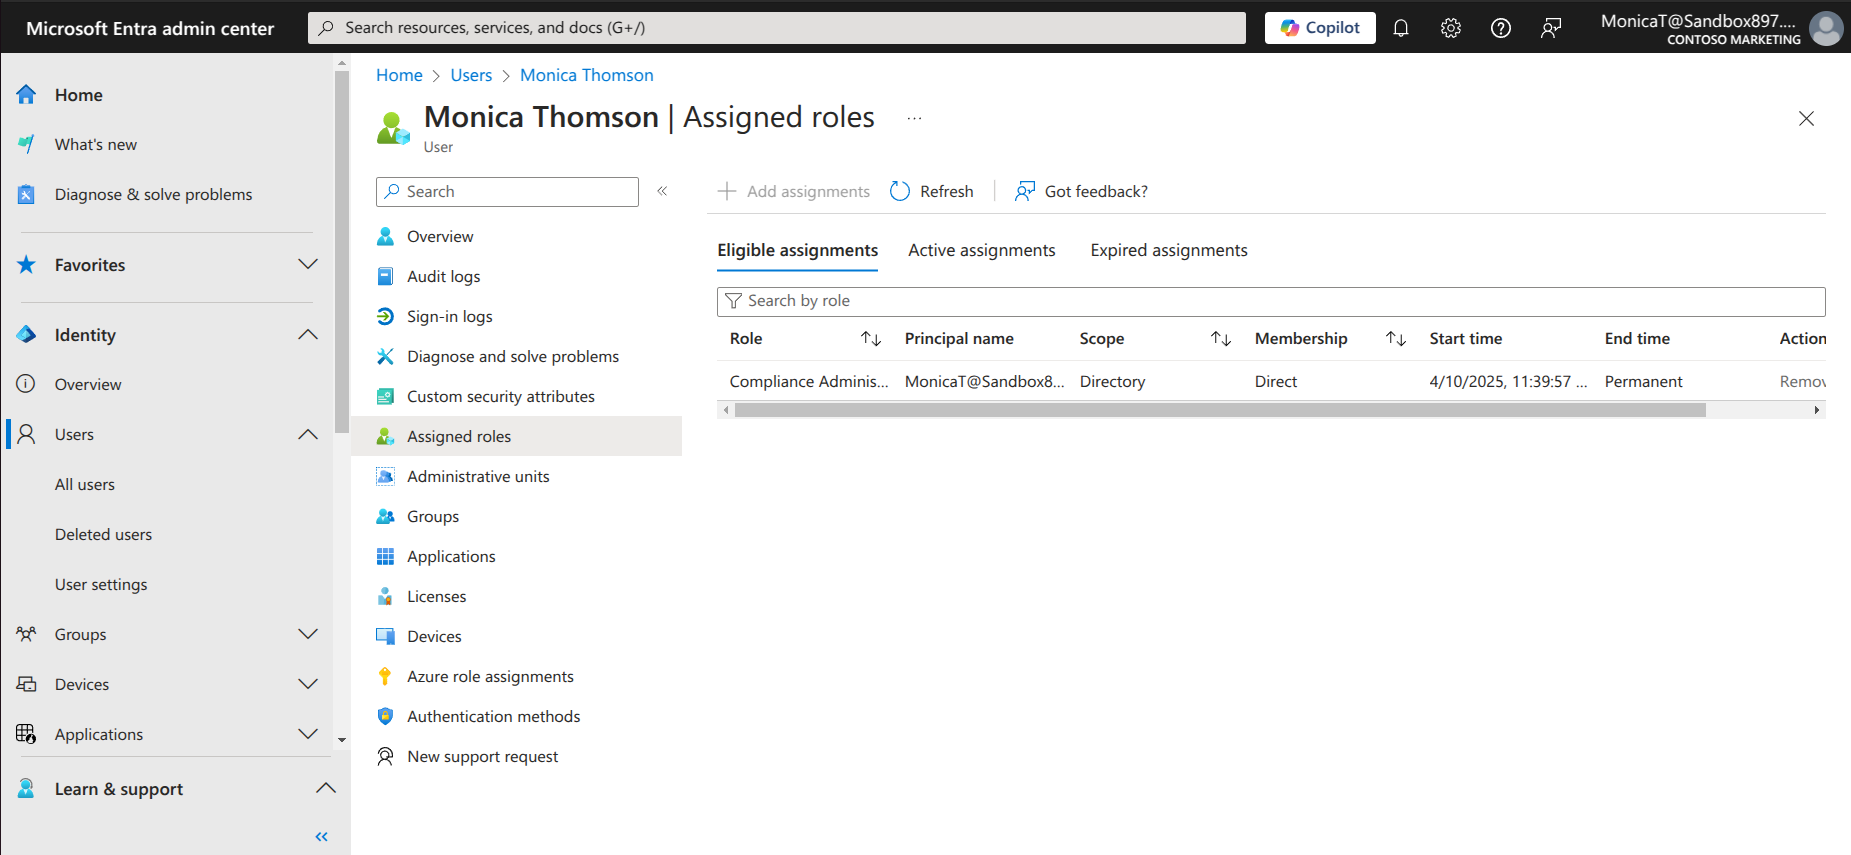 Microsoft Entra admin center
Search resources, services, and docs (G+/)
Copilot
MonicaT@Sandbox897....
CONTOSO MARKETING
Home
What's new
Diagnose & solve problems
Favorites
Identity
Overview
Users
All users
Deleted users
User settings
Groups
Devices
Applications
Learn & support
Home > Users > Monica Thomson
Monica Thomson | Assigned roles ...
User
Search
Overview
Audit logs
Sign-in logs
Diagnose and solve problems
Custom security attributes
Assigned roles
Administrative units
Groups
Applications
Licenses
Devices
Azure role assignments
Authentication methods
New support request
Add assignments Refresh Got feedback?
Eligible assignments Active assignments Expired assignments
Search by role
Role Principal name Scope Membership Start time End time Action
Compliance Adminis... MonicaT@Sandbox8... Directory Direct 4/10/2025, 11:39:57 ... Permanent Remov